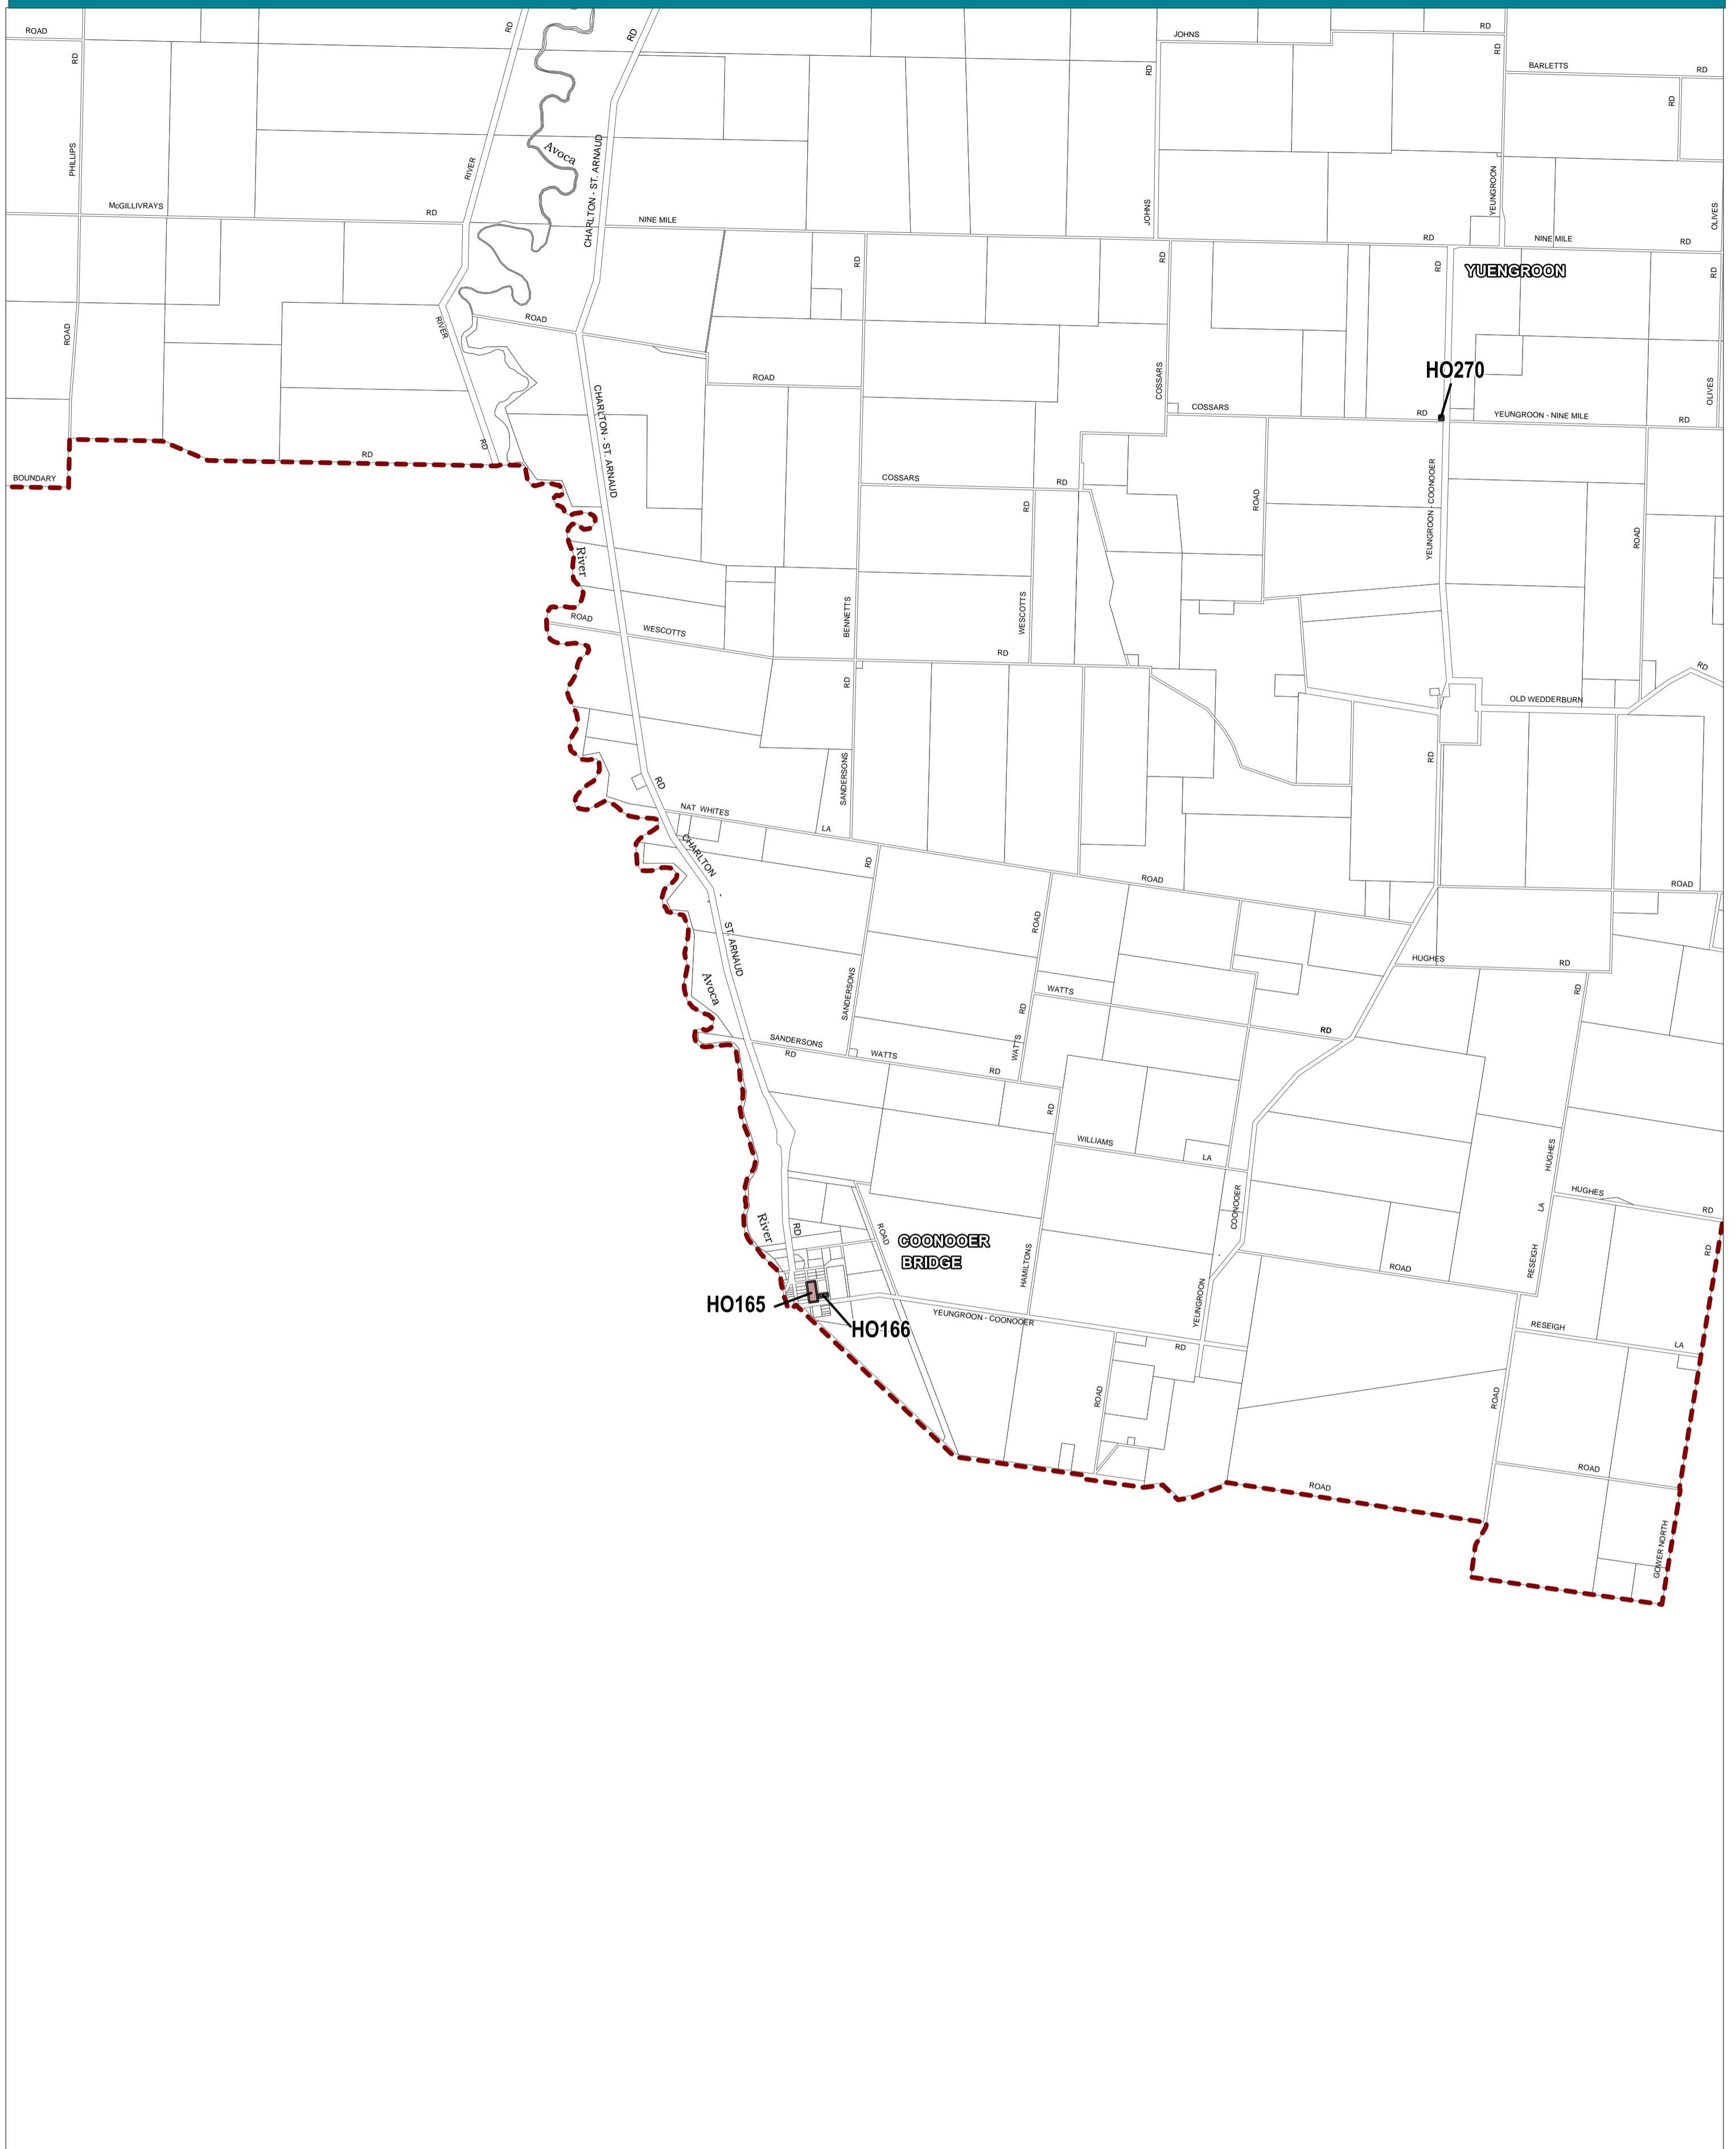 ROAD
RD
PHILLIPS
RD
RIVER
Avoca
RD
CHARLTON - ST. ARNAUD
JOHNS
RD
RD
JOHNS
RD
BARLETTS
RD
RD
YEUNGROON
OLIVES
McGILLIVRAYS
RD
NINE MILE
RD
NINE MILE
RD
RD
RD
RD
YUENGROON
RD
ROAD
RIVER
ROAD
ROAD
CHARLTON - ST. ARNAUD
COSSARS
HO270
OLIVES
COSSARS
RD
YEUNGROON - NINE MILE
RD
RD
RD
BOUNDARY
COSSARS
RD
RD
ROAD
YEUNGROON - COONOOER
ROAD
River
ROAD
WESCOTTS
BENNETTS
WESCOTTS
RD
RD
RD
OLD WEDDERBURN
RD
SANDERSONS
RD
NAT WHITES
LA
CHARLTON
RD
ROAD
ROAD
ST. ARNAUD
ROAD
HUGHES
RD
Avoca
SANDERSONS
WATTS
RD
RD
RD
SANDERSONS
RD
WATTS
RD
WATTS
RD
WILLIAMS
LA
HUGHES
HUGHES
RD
COONOOER
LA
River
RD
ROAD
COONOOER
BRIDGE
HAMILTONS
ROAD
RESEIGH
RD
HO165
HO166
YEUNGROON - COONOOER
YEUNGROON
RD
RESEIGH
LA
ROAD
ROAD
ROAD
ROAD
GOWER NORTH